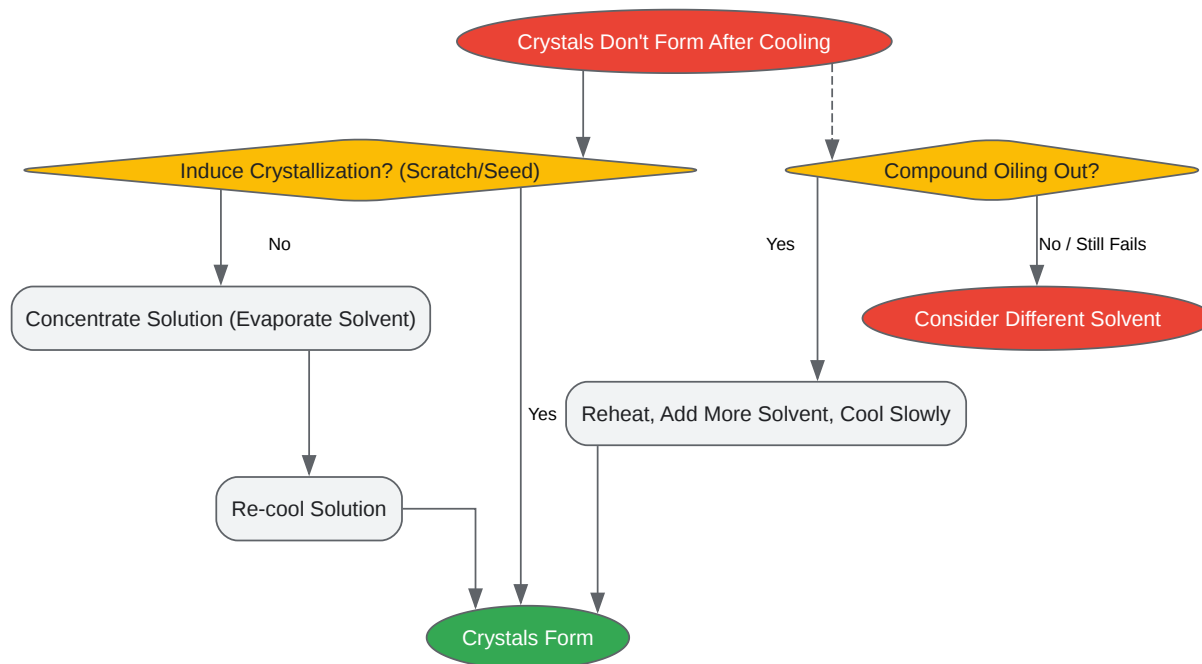 Crystals Don't Form After Cooling
Induce Crystallization? (Scratch/Seed)
Compound Oiling Out?
No
Yes
No / Still Fails
Concentrate Solution (Evaporate Solvent)
Consider Different Solvent
Yes
Reheat, Add More Solvent, Cool Slowly
Re-cool Solution
Crystals Form